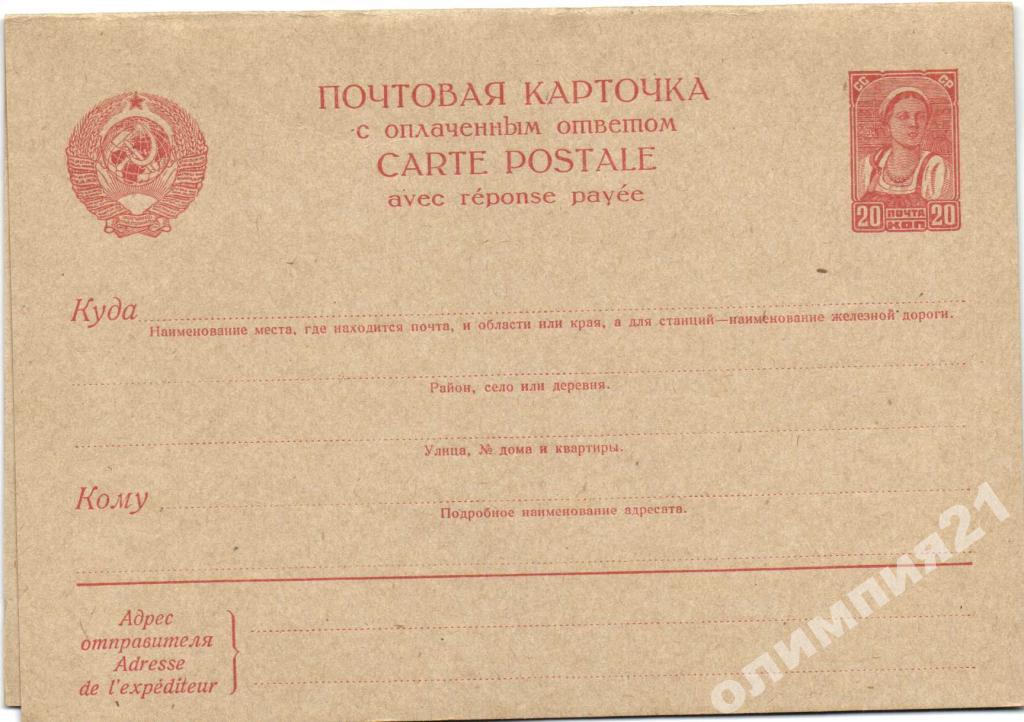 ПОЧТОВАЯ КАРТОЧКА
с оплаченным ответом
CARTE POSTALE
avec réponse payée
СС СР
20 ПОЧТА 20
КОП
Куда
Наименование места, где находится почта, и области или края, а для станций—наименование железной дороги.
Район, село или деревня.
Улица, № дома и квартиры.
Кому
Подробное наименование адресата.
Адрес
отправителя
Adresse
de l'expéditeur
олимпия21